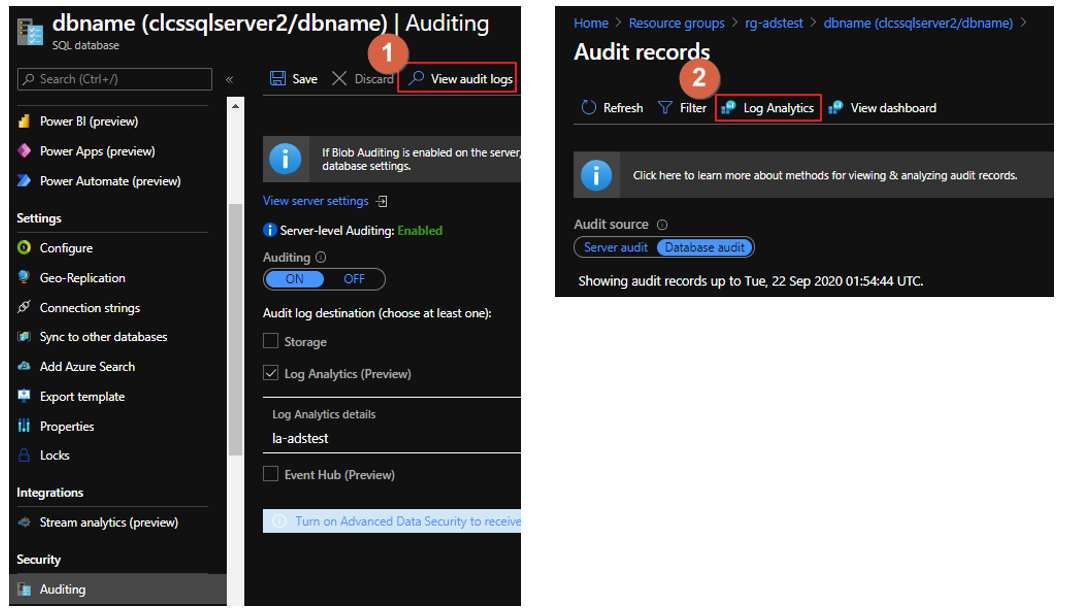 dbname (clcssqlserver2/dbname) | Auditing
SQL database
1
Search (Ctrl+/)
«
Save
Discard
View audit logs
Power BI (preview)
Power Apps (preview)
Power Automate (preview)
Settings
Configure
Geo-Replication
Connection strings
Sync to other databases
Add Azure Search
Export template
Properties
Locks
Integrations
Stream analytics (preview)
Security
Auditing
If Blob Auditing is enabled on the server,
database settings.
View server settings
Server-level Auditing: Enabled
Auditing
ON OFF
Audit log destination (choose at least one):
Storage
Log Analytics (Preview)
Log Analytics details
la-adstest
Event Hub (Preview)
Turn on Advanced Data Security to receive
Home > Resource groups > rg-adstest > dbname (clcssqlserver2/dbname) >
Audit records
2
Refresh Filter Log Analytics View dashboard
Click here to learn more about methods for viewing & analyzing audit records.
Audit source
Server audit Database audit
Showing audit records up to Tue, 22 Sep 2020 01:54:44 UTC.